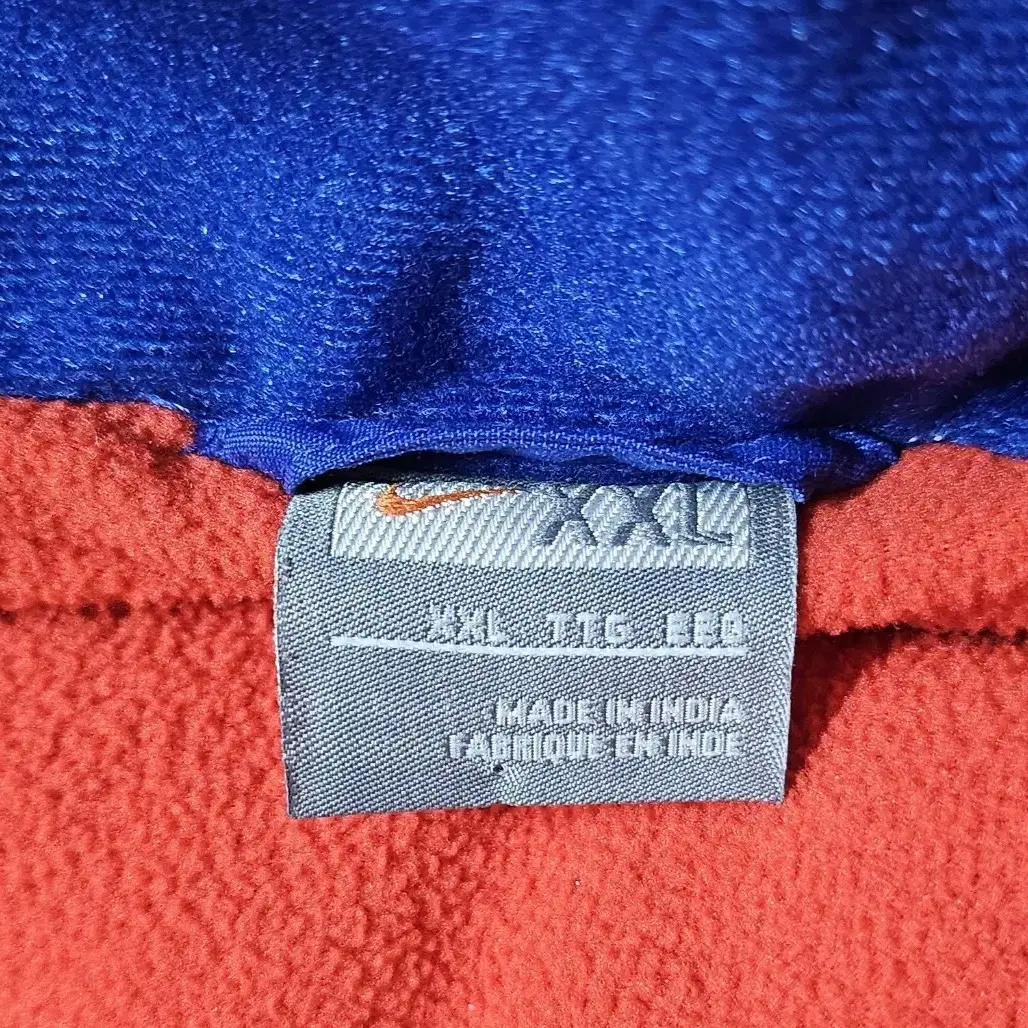 XXL
XXL TTG EEG
MADE IN INDIA
FABRIQUE EN INDE